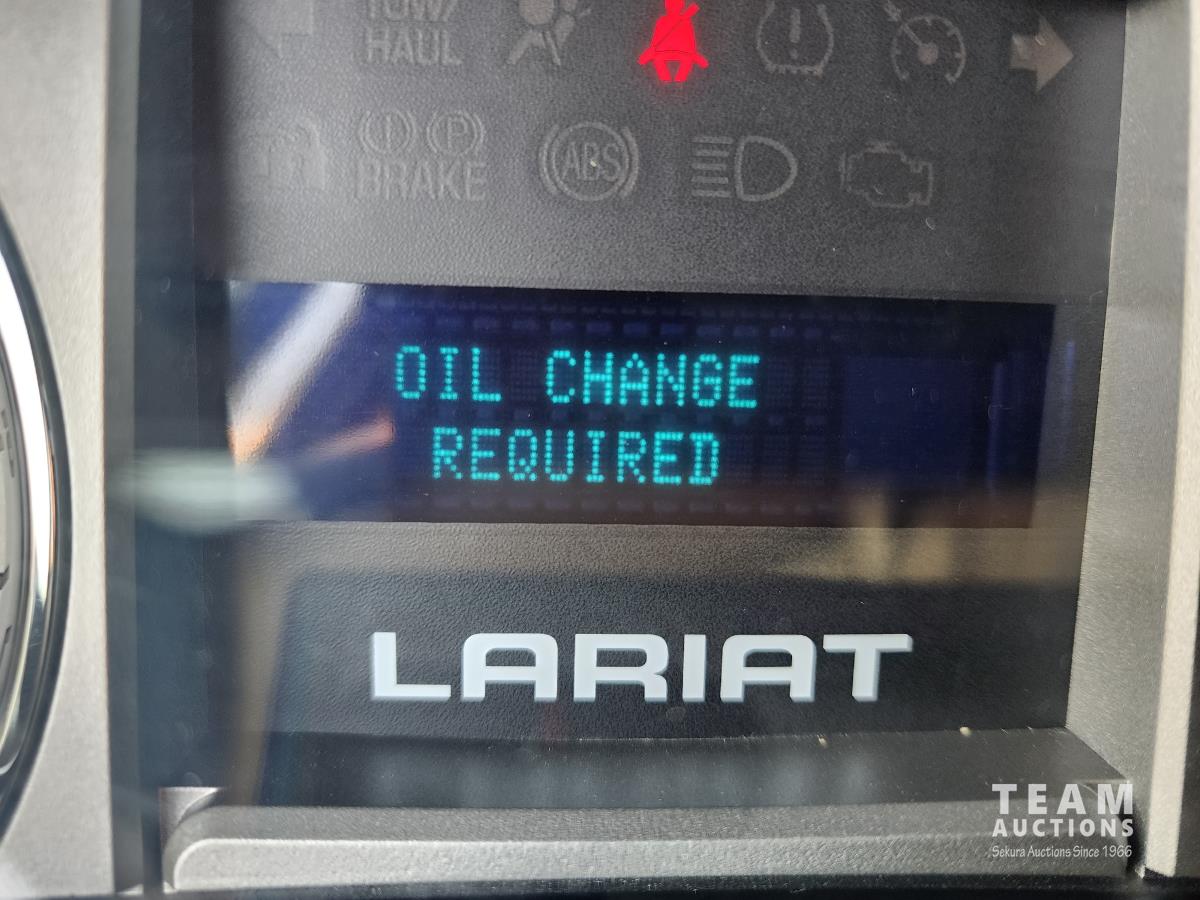 TOW/
HAUL
BRAKE
ABS
P
OIL CHANGE
REQUIRED
LARIAT
TEAM
AUCTIONS
Sekura Auctions Since 1966